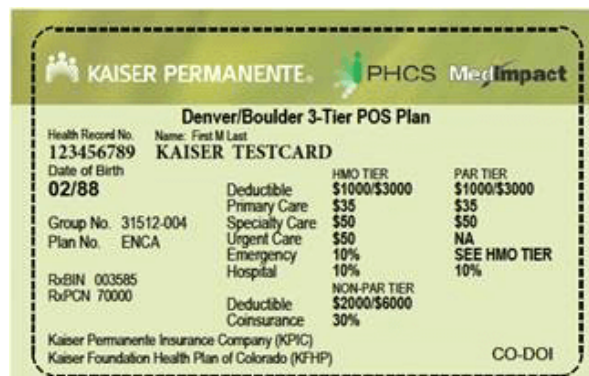 KAISER PERMANENTE® PHCS MedImpact
Denver/Boulder 3-Tier POS Plan
Health Record No. Name: First M Last
123456789 KAISER TESTCARD
Date of Birth HMO TIER PAR TIER
02/88 Deductible $1000/$3000 $1000/$3000
Primary Care $35 $35
Group No. 31512-004 Specialty Care $50 $50
Plan No. ENCA Urgent Care $50 NA
Emergency 10% SEE HMO TIER
RxBIN 003585 Hospital 10% 10%
RxPCN 70000 NON-PAR TIER
Deductible $2000/$6000
Coinsurance 30%
Kaiser Permanente Insurance Company (KPIC)
Kaiser Foundation Health Plan of Colorado (KFHP) CO-DOI